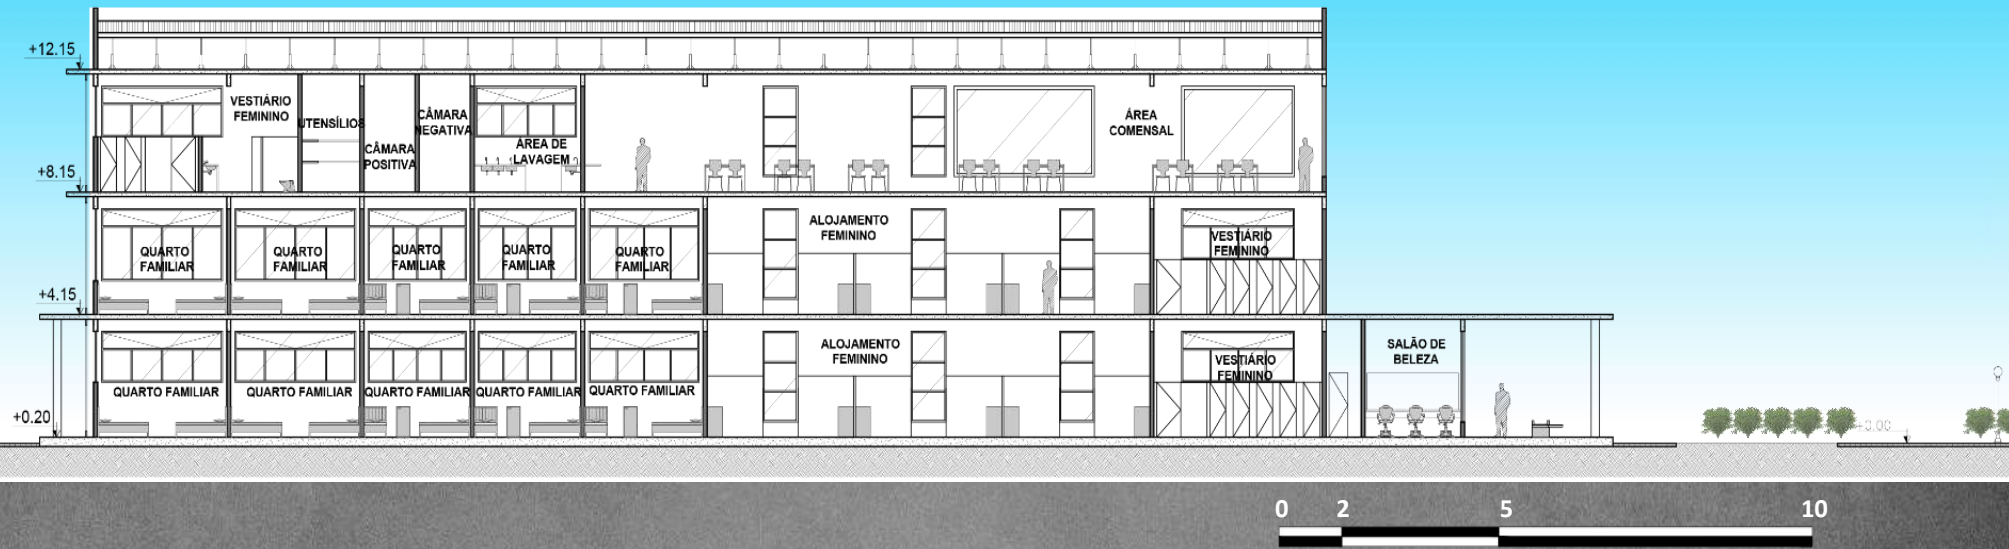 +12.15
VESTIÁRIO
FEMININO
UTENSÍLIOS
CÂMARA
POSITIVA
CÂMARA
NEGATIVA
ÁREA DE
LAVAGEM
ÁREA
COMENSAL
+8.15
QUARTO
FAMILIAR
QUARTO
FAMILIAR
QUARTO
FAMILIAR
QUARTO
FAMILIAR
QUARTO
FAMILIAR
ALOJAMENTO
FEMININO
VESTIÁRIO
FEMININO
+4.15
QUARTO FAMILIAR
QUARTO FAMILIAR
QUARTO FAMILIAR
QUARTO FAMILIAR
QUARTO FAMILIAR
ALOJAMENTO
FEMININO
VESTIÁRIO
FEMININO
SALÃO DE
BELEZA
+0.20
+0.00
0 2 5 10